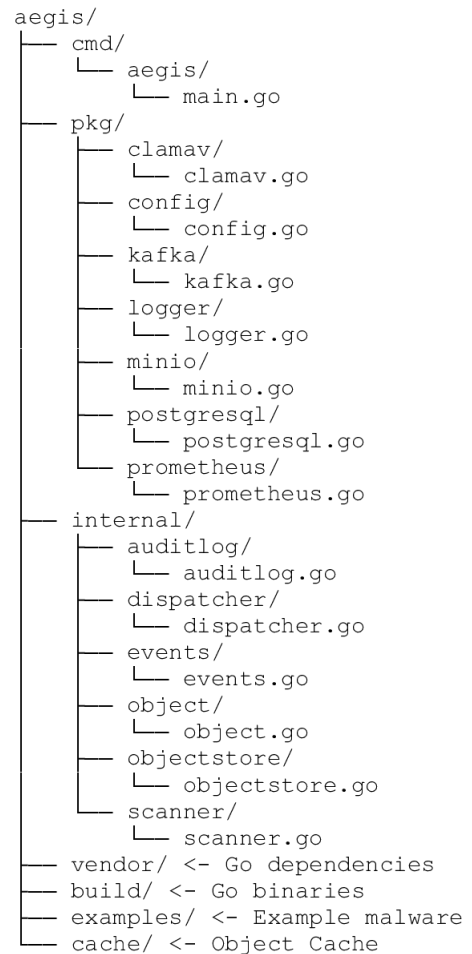 aegis/
├── cmd/
│   └── aegis/
│       └── main.go
├── pkg/
│   ├── clamav/
│   │   └── clamav.go
│   ├── config/
│   │   └── config.go
│   ├── kafka/
│   │   └── kafka.go
│   ├── logger/
│   │   └── logger.go
│   ├── minio/
│   │   └── minio.go
│   ├── postgresql/
│   │   └── postgresql.go
│   └── prometheus/
│       └── prometheus.go
├── internal/
│   ├── auditlog/
│   │   └── auditlog.go
│   ├── dispatcher/
│   │   └── dispatcher.go
│   ├── events/
│   │   └── events.go
│   ├── object/
│   │   └── object.go
│   ├── objectstore/
│   │   └── objectstore.go
│   └── scanner/
│       └── scanner.go
├── vendor/ <- Go dependencies
├── build/ <- Go binaries
├── examples/ <- Example malware
└── cache/ <- Object Cache